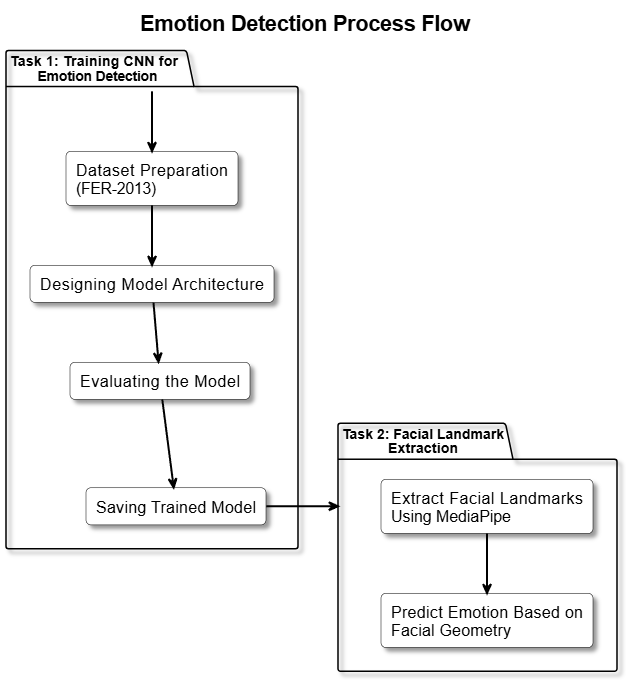 Emotion Detection Process Flow
Task 1: Training CNN for
Emotion Detection
Dataset Preparation
(FER-2013)
Designing Model Architecture
Evaluating the Model
Saving Trained Model
Task 2: Facial Landmark
Extraction
Extract Facial Landmarks
Using MediaPipe
Predict Emotion Based on
Facial Geometry